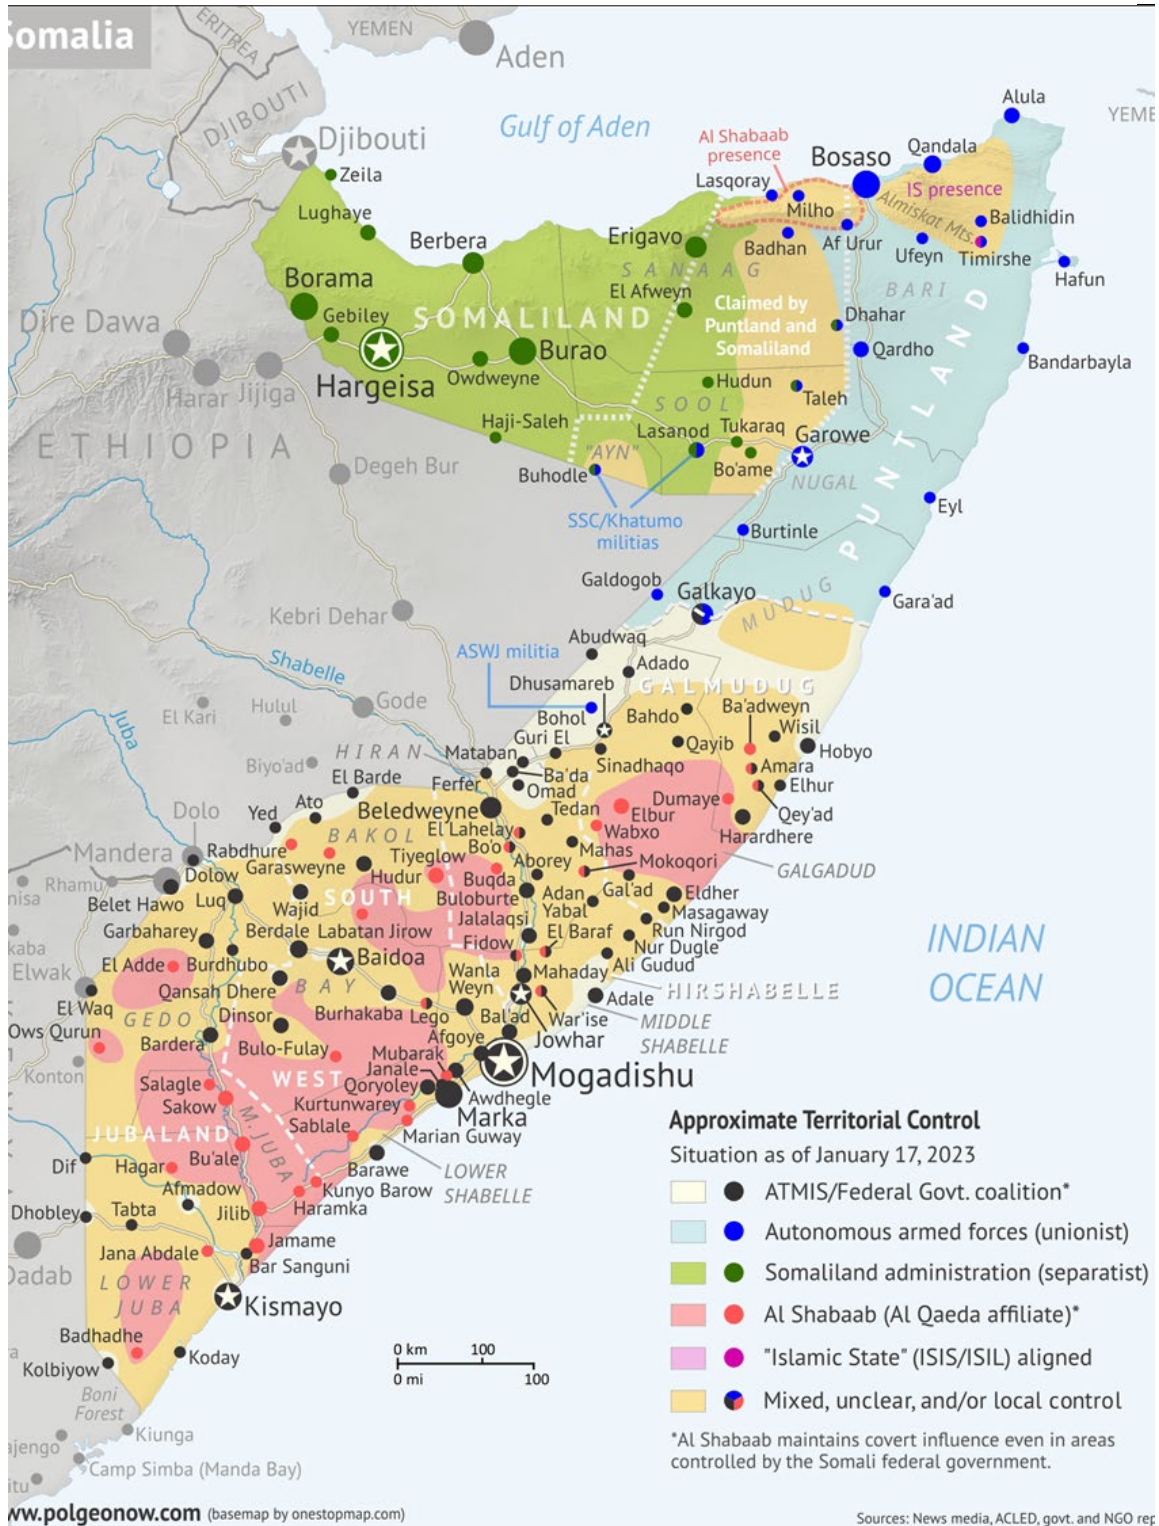 Somalia
ERITREA
YEMEN
Aden
DJIBOUTI
Djibouti
Gulf of Aden
Alula
YEME
Al Shabaab
presence
Bosaso
Qandala
Zeila
Lasqoray
IS presence
Milho
Almiskat Mts.
Lughaye
Balidhidin
Berbera
Erigavo
Badhan
Af Urur
Ufeyn
Timirshe
SANAAG
Hafun
Borama
El Afweyn
BARI
Gebiley
SOMALILAND
Claimed by
Puntland and
Somaliland
Dhahar
Dire Dawa
Burao
Qardho
Bandarbayla
Owdweyne
Harar
Jijiga
Hargeisa
Hudun
Taleh
PUNTLAND
SOOL
Haji-Saleh
Lasanod
Tukaraq
Garowe
ETHIOPIA
"AYN"
Degeh Bur
Buhodle
Bo'ame
NUGAL
Eyl
SSC/Khatumo
militias
Burtinle
Galdogob
Galkayo
Gara'ad
Kebri Dehar
MUDUG
Abudwaq
ASWJ militia
Adado
Shabelle
Dhusamareb
GALMUDUG
El Kari
Hulul
Gode
Bohol
Bahdo
Ba'adweyn
Juba
Guri El
Wisil
HIRAN
Mataban
Qayib
Hobyo
Biyo'ad
Sinadhaqo
El Barde
Ferfer
Ba'da
Amara
Omad
Elhur
Dolo
Yed
Ato
Beledweyne
Tedan
Elbur
Dumaye
Qey'ad
BAKOL
El Lahelay
Wabxo
Harardhere
Mandera
Rabdhure
Bo'o
Mahas
Garasweyne
Tiyeglow
Aborey
Mokoqori
GALGADUD
Rhamu
Dolow
Hudur
Buqda
nisa
Belet Hawo
Luq
SOUTH
Buloburte
Adan
Yabal
Gal'ad
Eldher
Wajid
Jalalaqsi
Masagaway
Garbaharey
Berdale
Labatan Jirow
El Baraf
Run Nirgod
INDIAN
OCEAN
kaba
Fidow
Nur Dugle
Elwak
El Adde
Burdhubo
Baidoa
Wanla
Weyn
Mahaday
Ali Gudud
Qansah Dhere
BAY
HIRSHABELLE
El Waq
Adale
GEDO
Dinsor
Burhakaba
Lego
Bal'ad
War'ise
MIDDLE
SHABELLE
Ows Qurun
Bardera
Bulo-Fulay
Afgoye
Jowhar
Mubarak
Konton
Janale
Mogadishu
Salagle
WEST
Qoryoley
Sakow
Awdhegle
Kurtunwarey
Marka
Sablale
Marian Guway
JUBALAND
M. JUBA
Dif
Hagar
Bu'ale
Barawe
LOWER
SHABELLE
Afmadow
Kunyo Barow
Dhobley
Tabta
Jilib
Haramka
Jana Abdale
Jamame
Dadab
Bar Sanguni
LOWER
JUBA
Kismayo
Badhadhe
Kolbiyow
Koday
Boni
Forest
Kiunga
ajengo
Camp Simba (Manda Bay)
itu
0 km
100
0 mi
100
Approximate Territorial Control
Situation as of January 17, 2023
ATMIS/Federal Govt. coalition*
Autonomous armed forces (unionist)
Somaliland administration (separatist)
Al Shabaab (Al Qaeda affiliate)*
"Islamic State" (ISIS/ISIL) aligned
Mixed, unclear, and/or local control
*Al Shabaab maintains covert influence even in areas
controlled by the Somali federal government.
ww.polgeonow.com (basemap by onestopmap.com)
Sources: News media, ACLED, govt. and NGO rep